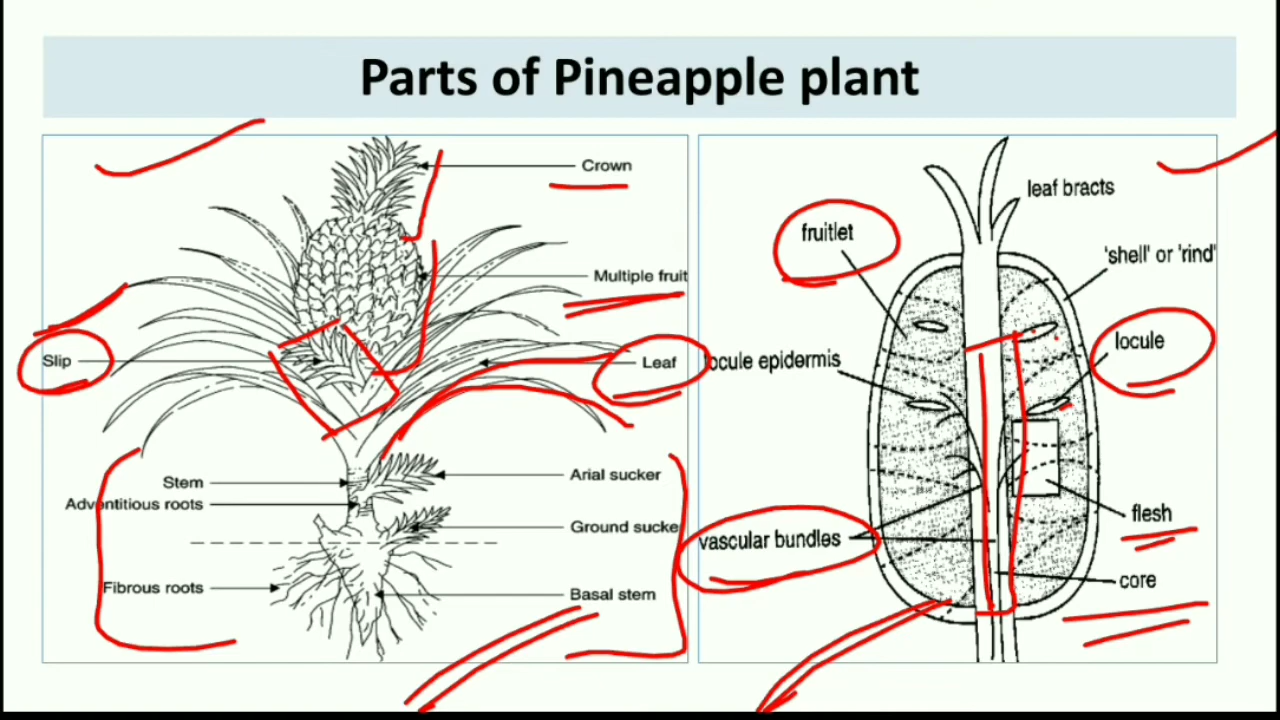 Parts of Pineapple plant
Crown
Multiple fruit
Slip
Leaf
Stem
Arial sucker
Adventitious roots
Ground sucke
Fibrous roots
Basal stem
leaf bracts
fruitlet
'shell' or 'rind'
locule
ocule epidermis
flesh
vascular bundles
core